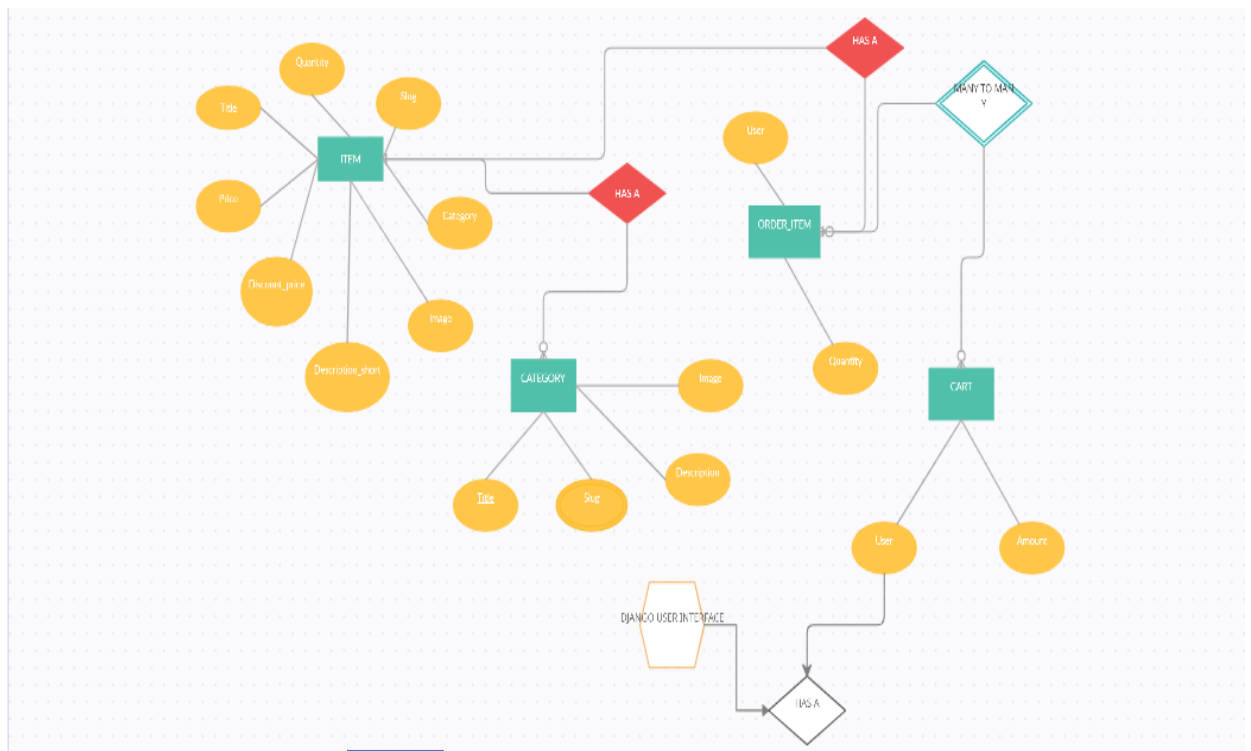 HAS A
Quantity
MANY TO MAN
Y
Slug
Title
User
ITEM
HAS A
Price
Category
ORDER_ITEM
Discount_price
Image
Quantity
Description_short
CATEGORY
Image
CART
Description
Title
Slug
User
Amount
DJANGO USER INTERFACE
HAS A